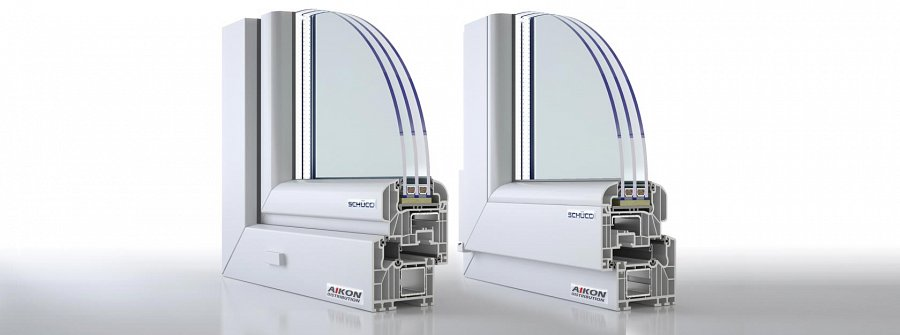 SCHÜCO
AIKON
DISTRIBUTION
SCHÜCO
AIKON
DISTRIBUTION